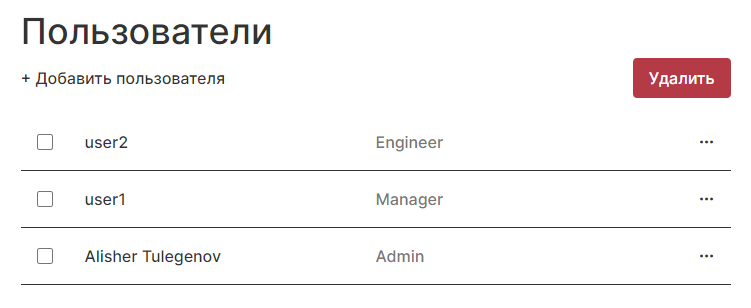 Пользователи
+ Добавить пользователя Удалить
user2 Engineer ···
user1 Manager ···
Alisher Tulegenov Admin ···